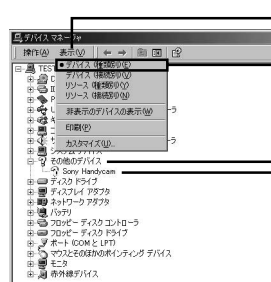 デバイス マネージャ
操作(A) 表示(V)
デバイス (種類別)(E)
デバイス (接続別)(V)
リソース (種類別)(Y)
リソース (接続別)(N)
非表示のデバイスの表示(W)
印刷(P)
カスタマイズ(U)...
その他のデバイス
Sony Handycam
ディスク ドライブ
ディスプレイ アダプタ
ネットワーク アダプタ
バッテリ
フロッピー ディスク コントローラ
フロッピー ディスク ドライブ
ポート (COM と LPT)
マウスとそのほかのポインティング デバイス
モニタ
赤外線デバイス